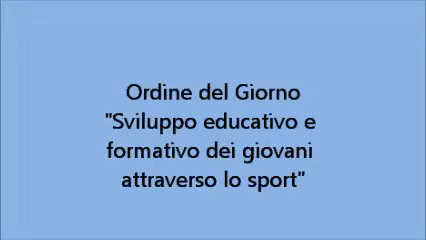 Ordine del Giorno
"Sviluppo educativo e
formativo dei giovani
attraverso lo sport"